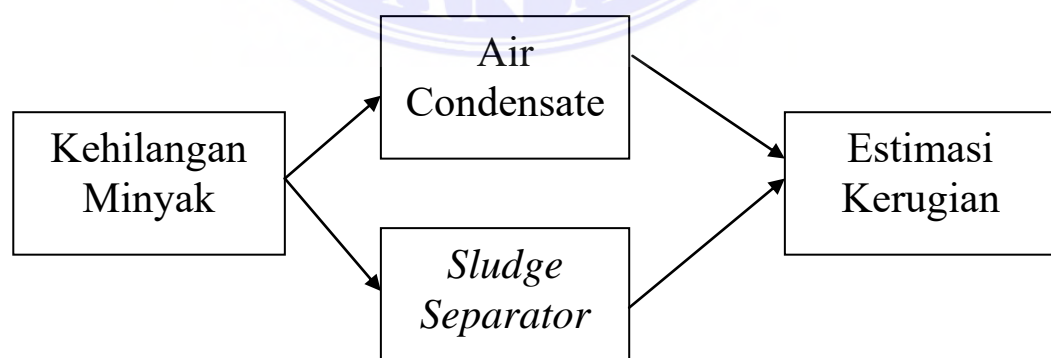 Kehilangan
Minyak
Air
Condensate
Sludge
Separator
Estimasi
Kerugian